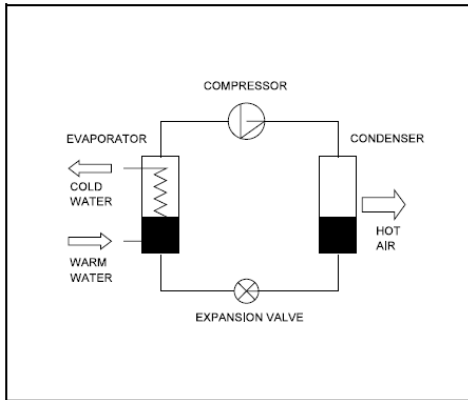 COMPRESSOR
EVAPORATOR
CONDENSER
COLD
WATER
HOT
AIR
WARM
WATER
EXPANSION VALVE